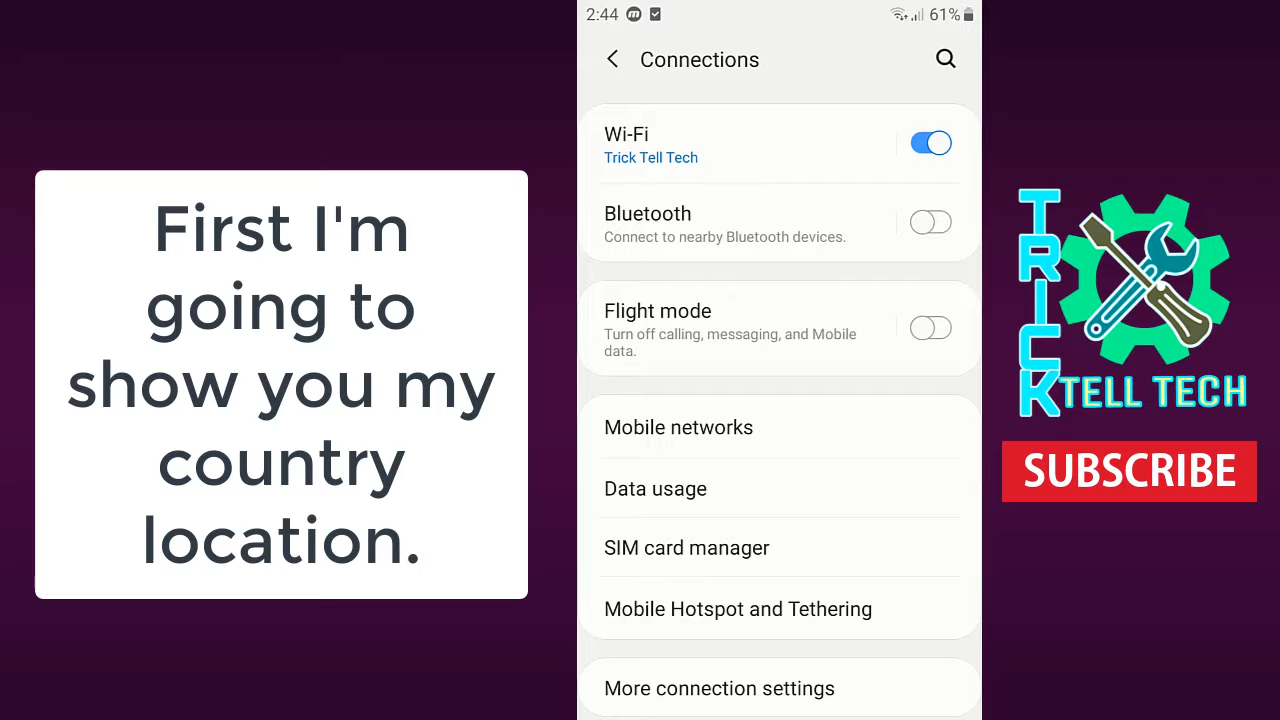 First I'm
going to
show you my
country
location.
2:44 61%
Connections
Wi-Fi
Trick Tell Tech
Bluetooth
Connect to nearby Bluetooth devices.
Flight mode
Turn off calling, messaging, and Mobile
data.
Mobile networks
Data usage
SIM card manager
Mobile Hotspot and Tethering
More connection settings
TRICK
TELL TECH
SUBSCRIBE